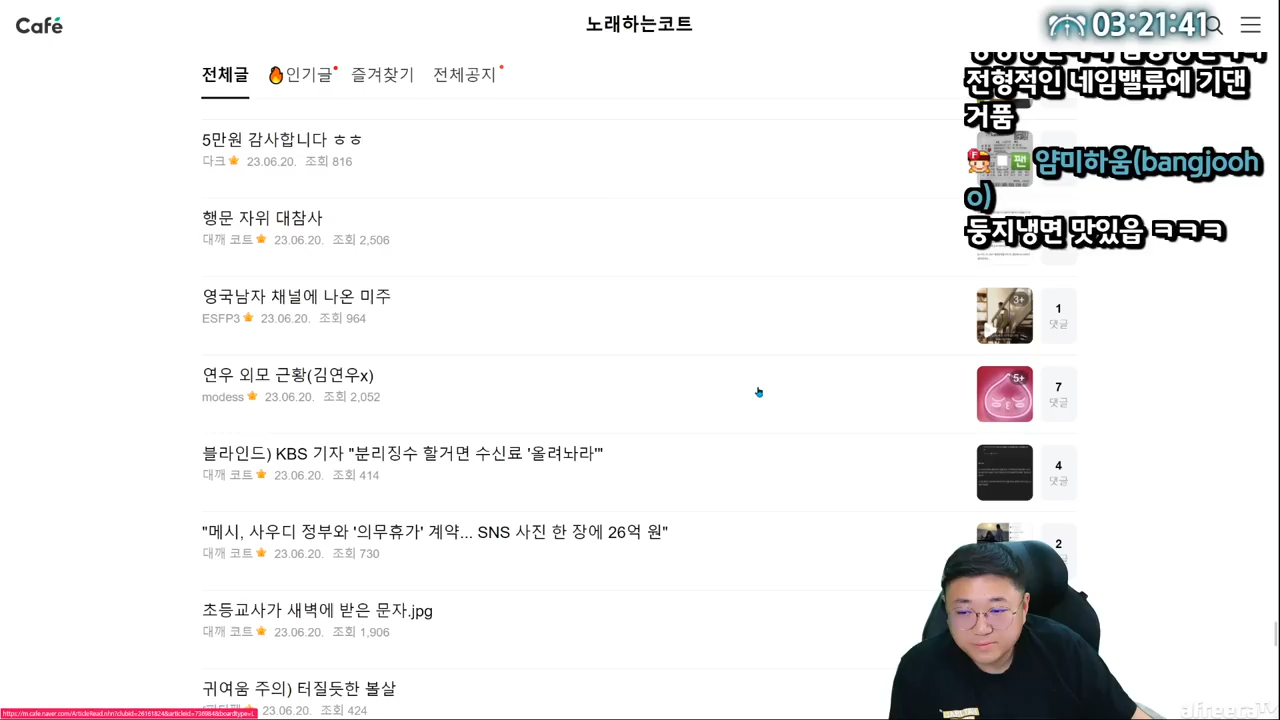 Café
노래하는코트
03:21:41
전체글
인기글
즐겨찾기
전체공지
전형적인 네임밸류에 기댄
거품
팬 얌미하움(bangjooh
o)
둥지냉면 맛있읍 ㅋㅋㅋ
5만원 감사합니다 ㅎㅎ
다크 23.06.20. 조회 816
행문 자위 대잠사
대깨 코트 23.06.20. 조회 2,506
영국남자 채널에 나온 미주
ESFP3 23.06.20. 조회 964
3+
1
댓글
연우 외모 근황(김연우x)
modess 23.06.20. 조회 2,052
5+
7
댓글
블라인드) KBS 기자 "분리징수 할거면 수신료 '올려놔라'"
대깨 코트 23.06.20. 조회 414
4
댓글
"메시, 사우디 정부와 '의무휴가' 계약... SNS 사진 한 장에 26억 원"
대깨 코트 23.06.20. 조회 730
2
초등교사가 새벽에 받은 문자.jpg
대깨 코트 23.06.20. 조회 1,906
귀여움 주의) 터질듯한 볼살
23.06.20. 조회 424
afreecaTV